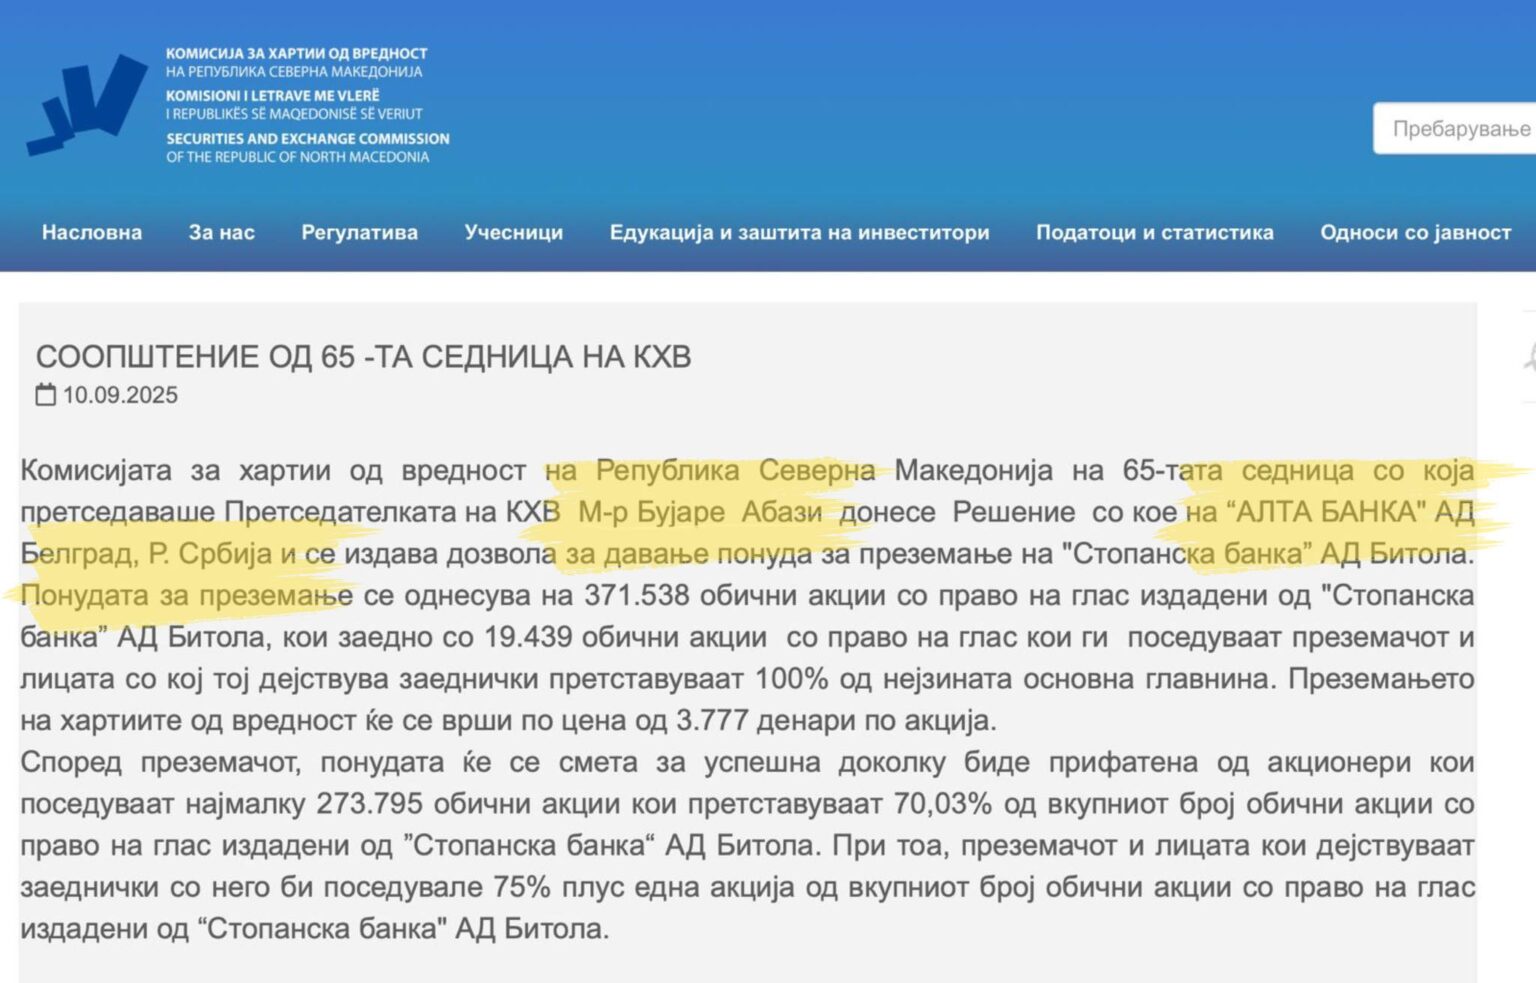 КОМИСИЈА ЗА ХАРТИИ ОД ВРЕДНОСТ
НА РЕПУБЛИКА СЕВЕРНА МАКЕДОНИЈА
KOMISIONI I LETRAVE ME VLERË
I REPUBLIKËS SË MAQEDONISË SË VERIUT
SECURITIES AND EXCHANGE COMMISSION
OF THE REPUBLIC OF NORTH MACEDONIA
Пребарување
Насловна За нас Регулатива Учесници Едукација и заштита на инвеститори Податоци и статистика Односи со јавност
СООПШТЕНИЕ ОД 65 -ТА СЕДНИЦА НА КХВ
10.09.2025
Комисијата за хартии од вредност на Република Северна Македонија на 65-тата седница со која
претседаваше Претседателката на КХВ М-р Бујаре Абази донесе Решение со кое на “АЛТА БАНКА" АД
Белград, Р. Србија и се издава дозвола за давање понуда за преземање на "Стопанска банка” АД Битола.
Понудата за преземање се однесува на 371.538 обични акции со право на глас издадени од "Стопанска
банка” АД Битола, кои заедно со 19.439 обични акции со право на глас кои ги поседуваат преземачот и
лицата со кој тој дејствува заеднички претставуваат 100% од нејзината основна главнина. Преземањето
на хартиите од вредност ќе се врши по цена од 3.777 денари по акција.
Според преземачот, понудата ќе се смета за успешна доколку биде прифатена од акционери кои
поседуваат најмалку 273.795 обични акции кои претставуваат 70,03% од вкупниот број обични акции со
право на глас издадени од ”Стопанска банка“ АД Битола. При тоа, преземачот и лицата кои дејствуваат
заеднички со него би поседувале 75% плус една акција од вкупниот број обични акции со право на глас
издадени од “Стопанска банка" АД Битола.